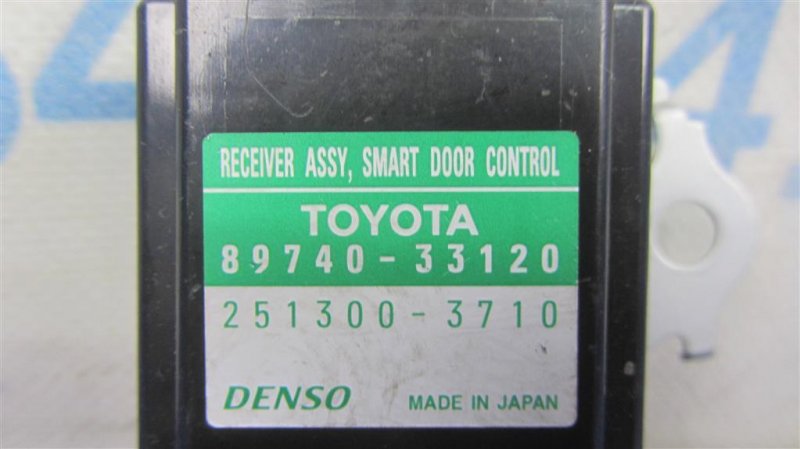 RECEIVER ASSY, SMART DOOR CONTROL
TOYOTA
89740-33120
251300-3710
DENSO MADE IN JAPAN